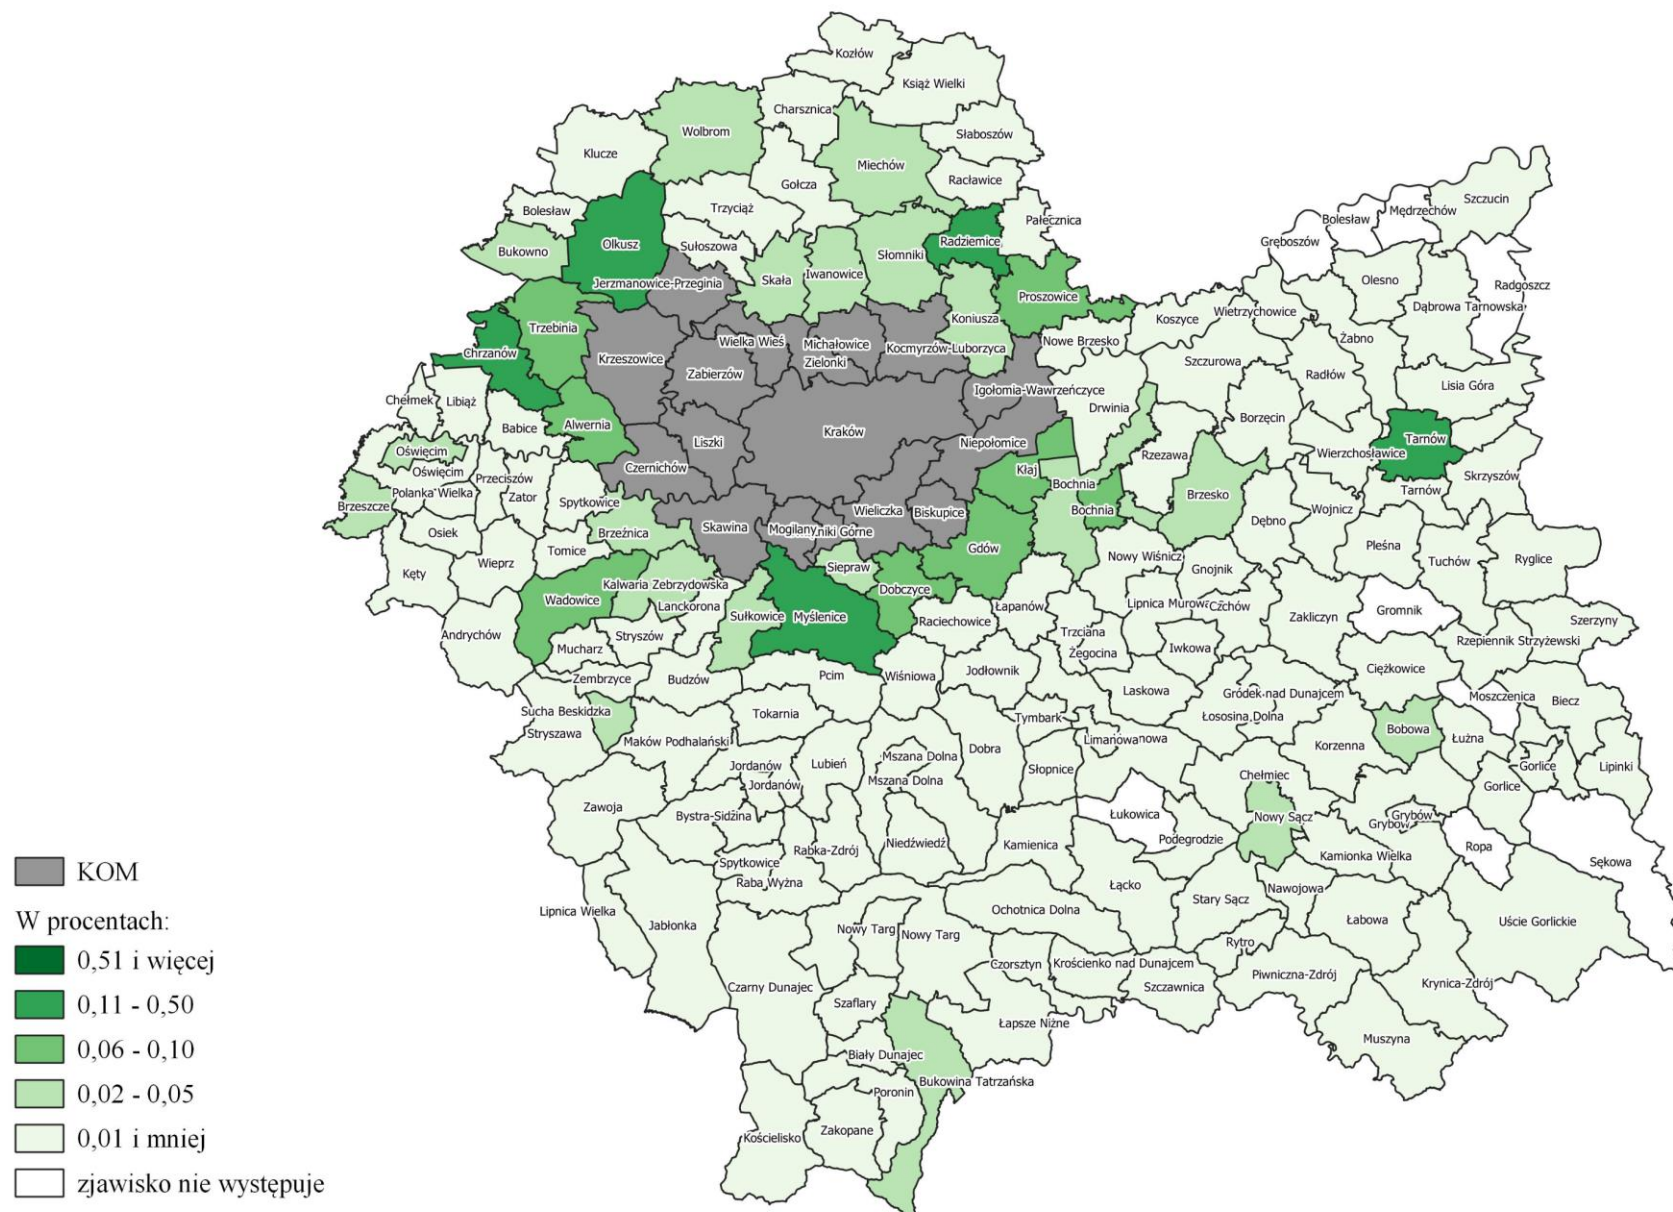 Kozłów
Książ Wielki
Charsznica
Wolbrom
Słaboszów
Klucze
Miechów
Gołcza
Racławice
Bolesław
Trzyciąż
Pałecznica
Szczucin
Mędrzechów
Bolesław
Gręboszów
Olkusz
Sułoszowa
Radziemice
Bukowno
Słomniki
Skała
Iwanowice
Jerzmanowice-Przeginia
Olesno
Radgoszcz
Proszowice
Dąbrowa Tarnowska
Wietrzychowice
Koszyce
Trzebinia
Koniusza
Żabno
Nowe Brzesko
Wielka Wieś
Michałowice
Kocmyrzów-Luborzyca
Chrzanów
Krzeszowice
Zielonki
Szczurowa
Zabierzów
Radłów
Lisia Góra
Igołomia-Wawrzeńczyce
Chełmek
Libiąż
Drwinia
Borzęcin
Babice
Alwernia
Kraków
Liszki
Niepołomice
Tarnów
Oświęcim
Wierzchosławice
Rzezawa
Czernichów
Oświęcim
Kłaj
Przeciszów
Skrzyszów
Bochnia
Tarnów
Polanka Wielka
Zator
Brzesko
Spytkowice
Brzeszcze
Bochnia
Wojnicz
Wieliczka
Biskupice
Dębno
Skawina
Mogilany
niki Górne
Osiek
Brzeźnica
Gdów
Pleśna
Tomice
Nowy Wiśnicz
Tuchów
Ryglice
Wieprz
Siepraw
Gnojnik
Kęty
Kalwaria Zebrzydowska
Dobczyce
Wadowice
Lanckorona
Łapanów
Lipnica Murowa
Czchów
Gromnik
Sułkowice
Myślenice
Zakliczyn
Raciechowice
Szerzyny
Andrychów
Stryszów
Trzciana
Rzepiennik Strzyżewski
Mucharz
Iwkowa
Żegocina
Ciężkowice
Zembrzyce
Budzów
Pcim
Wiśniowa
Jodłownik
Laskowa
Gródek nad Dunajcem
Moszczenica
Biecz
Sucha Beskidzka
Tokarnia
Tymbark
Łososina Dolna
Stryszawa
Bobowa
Maków Podhalański
Limanowa
nowa
Łużna
Dobra
Korzenna
Mszana Dolna
Lubień
Jordanów
Słopnice
Gorlice
Lipinki
Mszana Dolna
Chełmiec
Jordanów
Gorlice
Zawoja
Bystra-Sidzina
Łukowica
Nowy Sącz
Grybów
Grybów
Podegrodzie
Niedźwiedź
Kamienica
Rabka-Zdrój
Ropa
Kamionka Wielka
Spytkowice
Sękowa
Raba Wyżna
Łącko
Nawojowa
Stary Sącz
Lipnica Wielka
Ochotnica Dolna
Łabowa
Uście Gorlickie
Jabłonka
Nowy Targ
Nowy Targ
Rytro
Czorsztyn
Krościenko nad Dunajcem
Piwniczna-Zdrój
Czarny Dunajec
Szczawnica
Krynica-Zdrój
Szaflary
Łapsze Niżne
Muszyna
Biały Dunajec
Bukowina Tatrzańska
Poronin
Zakopane
Kościelisko
KOM
W procentach:
0,51 i więcej
0,11 - 0,50
0,06 - 0,10
0,02 - 0,05
0,01 i mniej
zjawisko nie występuje